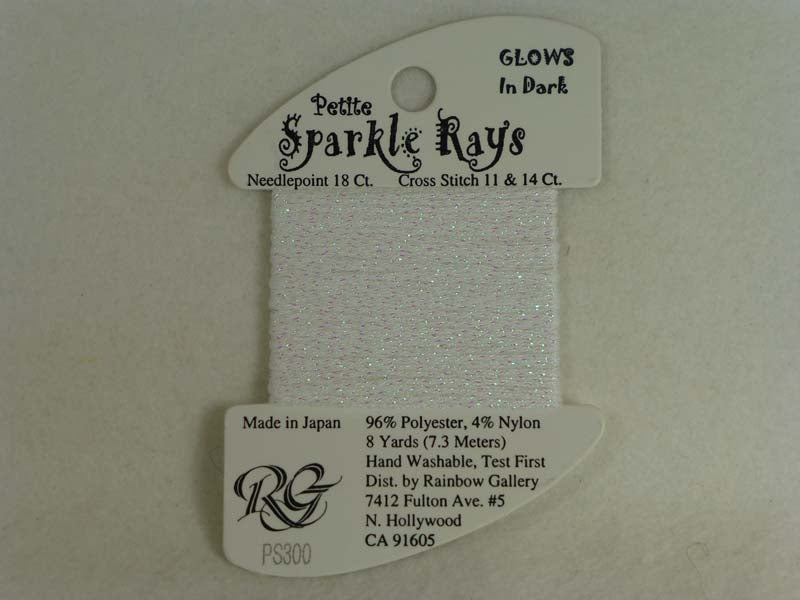 GLOWS
In Dark
Petite
Sparkle Rays
Needlepoint 18 Ct. Cross Stitch 11 & 14 Ct.
Made in Japan
RG
PS300
96% Polyester, 4% Nylon
8 Yards (7.3 Meters)
Hand Washable, Test First
Dist. by Rainbow Gallery
7412 Fulton Ave. #5
N. Hollywood
CA 91605